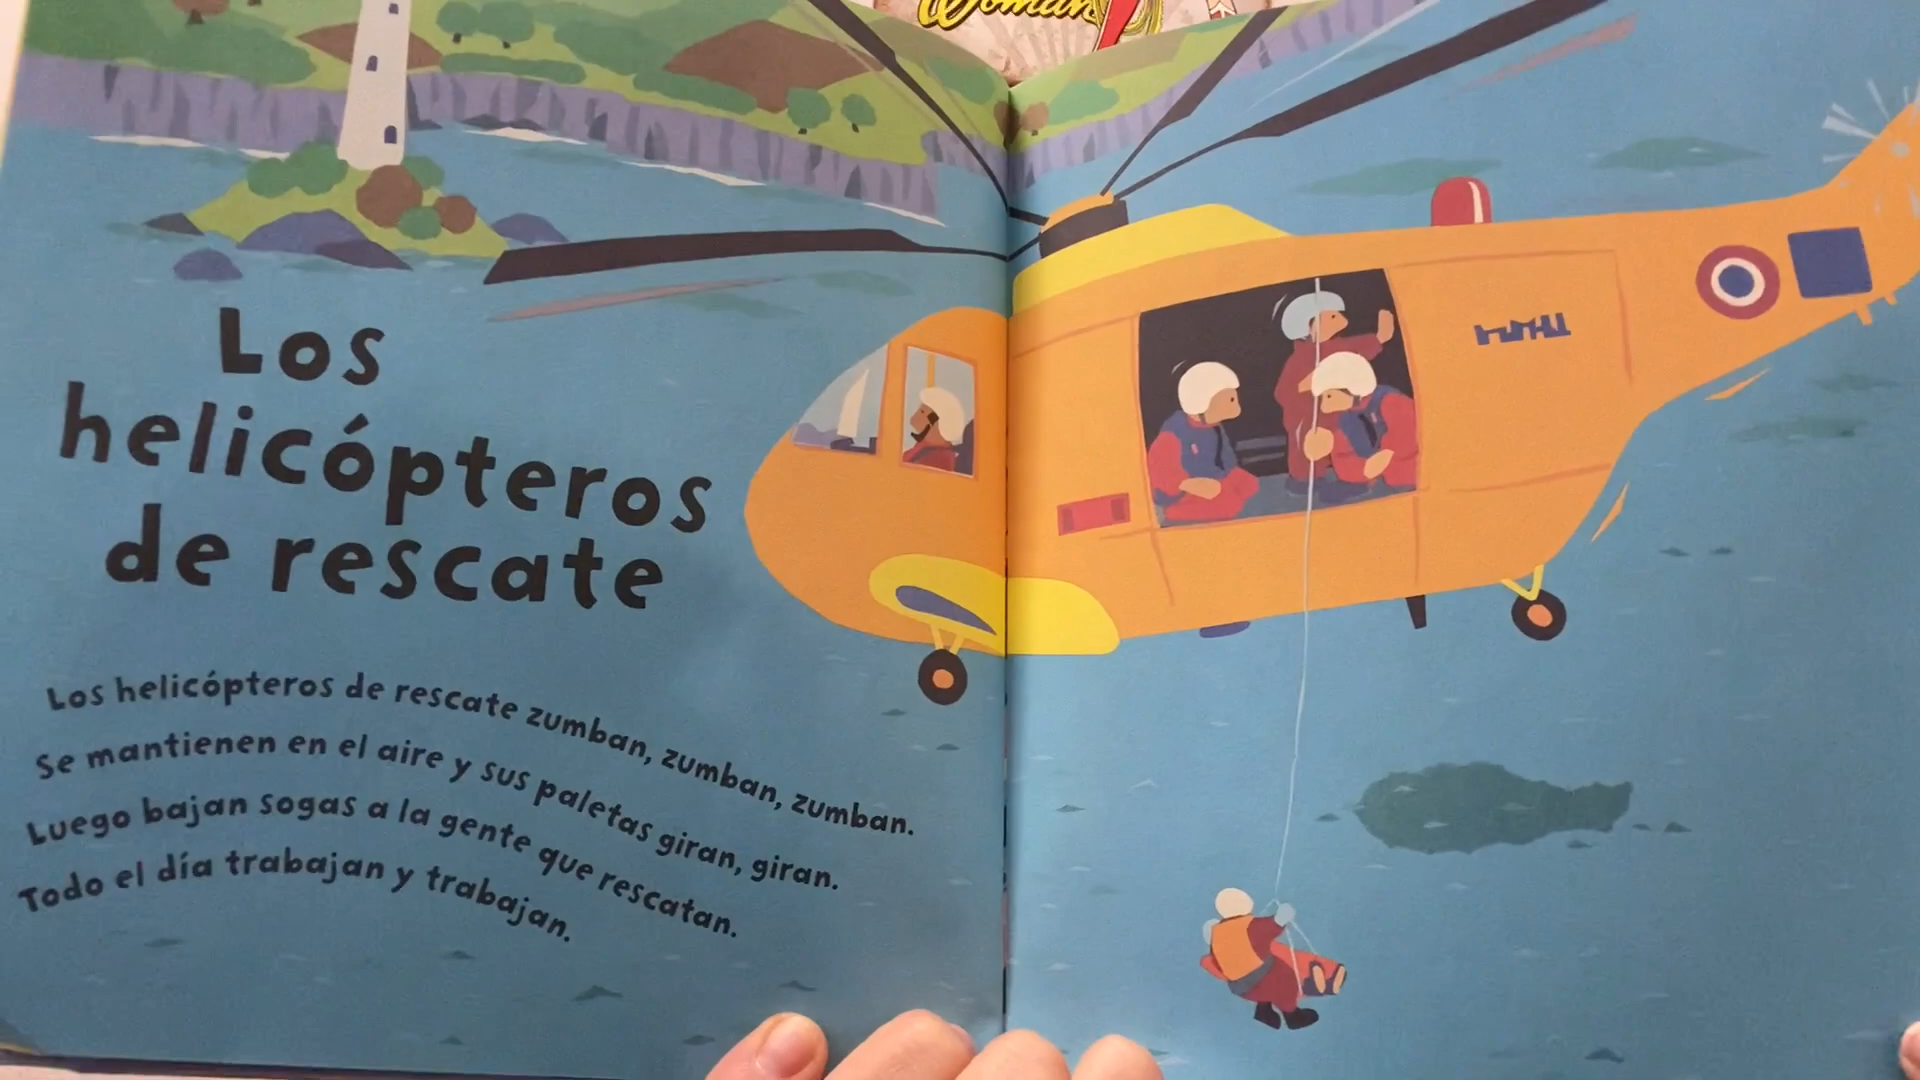 Woman
Los
helicópteros
de rescate
Los helicópteros de rescate zumban, zumban, zumban.
Se mantienen en el aire y sus paletas giran, giran.
Luego bajan sogas a la gente que rescatan.
Todo el día trabajan y trabajan.